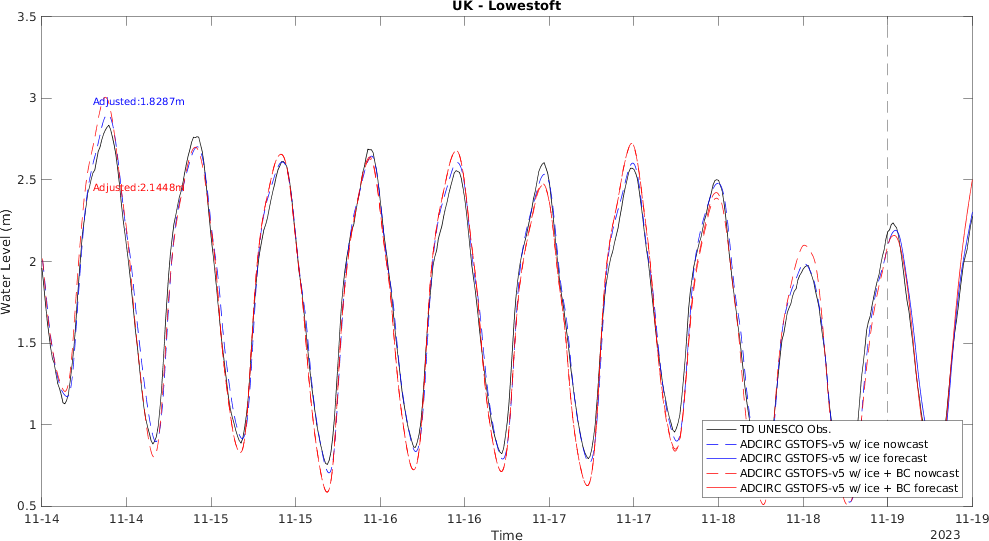 UK - Lowestoft
3.5
3
2.5
2
1.5
1
0.5
Water Level (m)
Adjusted:1.8287m
Adjusted:2.1448m
TD UNESCO Obs.
ADCIRC GSTOFS-v5 w/ ice nowcast
ADCIRC GSTOFS-v5 w/ ice forecast
ADCIRC GSTOFS-v5 w/ ice + BC nowcast
ADCIRC GSTOFS-v5 w/ ice + BC forecast
11-14 11-14 11-15 11-15 11-16 11-16 11-17 11-17 11-18 11-18 11-19 11-19
Time
2023